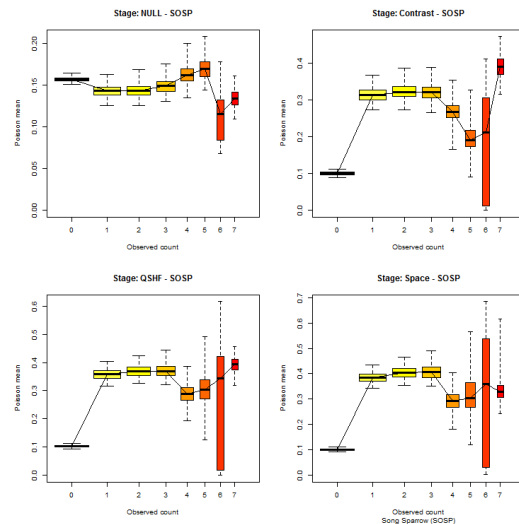 Stage: NULL - SOSP
Poisson mean
0.00 0.05 0.10 0.15 0.20
0 1 2 3 4 5 6 7
Observed count
Stage: Contrast - SOSP
Poisson mean
0.0 0.1 0.2 0.3 0.4
0 1 2 3 4 5 6 7
Observed count
Stage: QSHF - SOSP
Poisson mean
0.0 0.1 0.2 0.3 0.4 0.5 0.6
0 1 2 3 4 5 6 7
Observed count
Stage: Space - SOSP
Poisson mean
0.0 0.1 0.2 0.3 0.4 0.5 0.6 0.7
0 1 2 3 4 5 6 7
Observed count
Song Sparrow (SOSP)